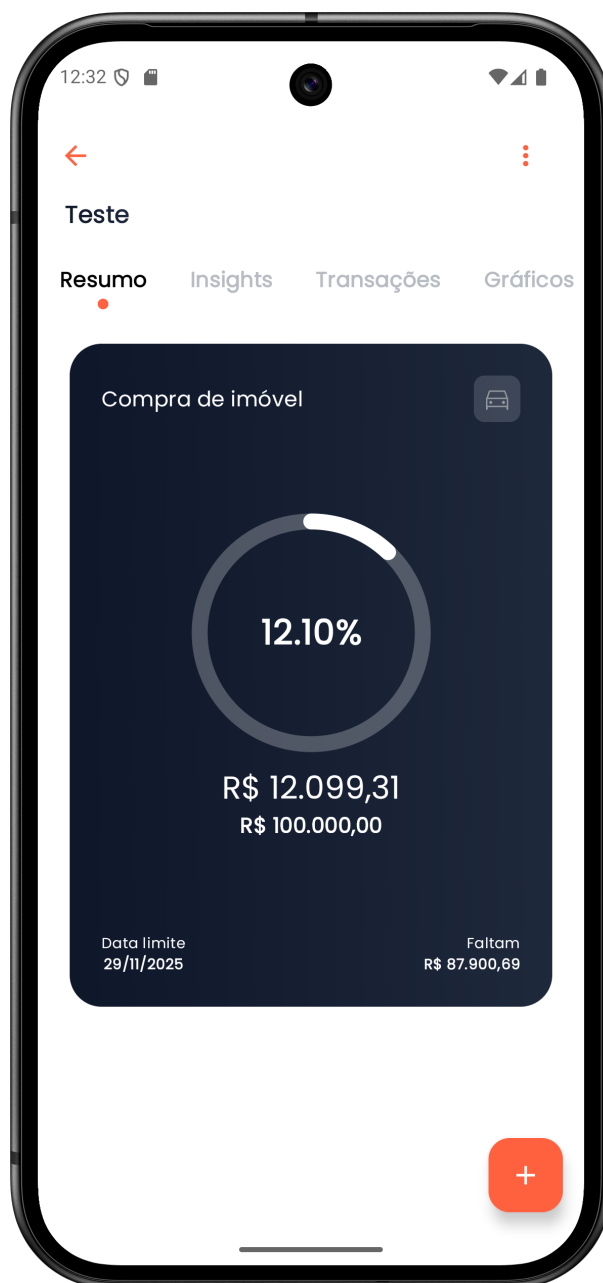 12:32
Teste
Resumo Insights Transações Gráficos
Compra de imóvel
12.10%
R$ 12.099,31
R$ 100.000,00
Data limite Faltam
29/11/2025 R$ 87.900,69
+